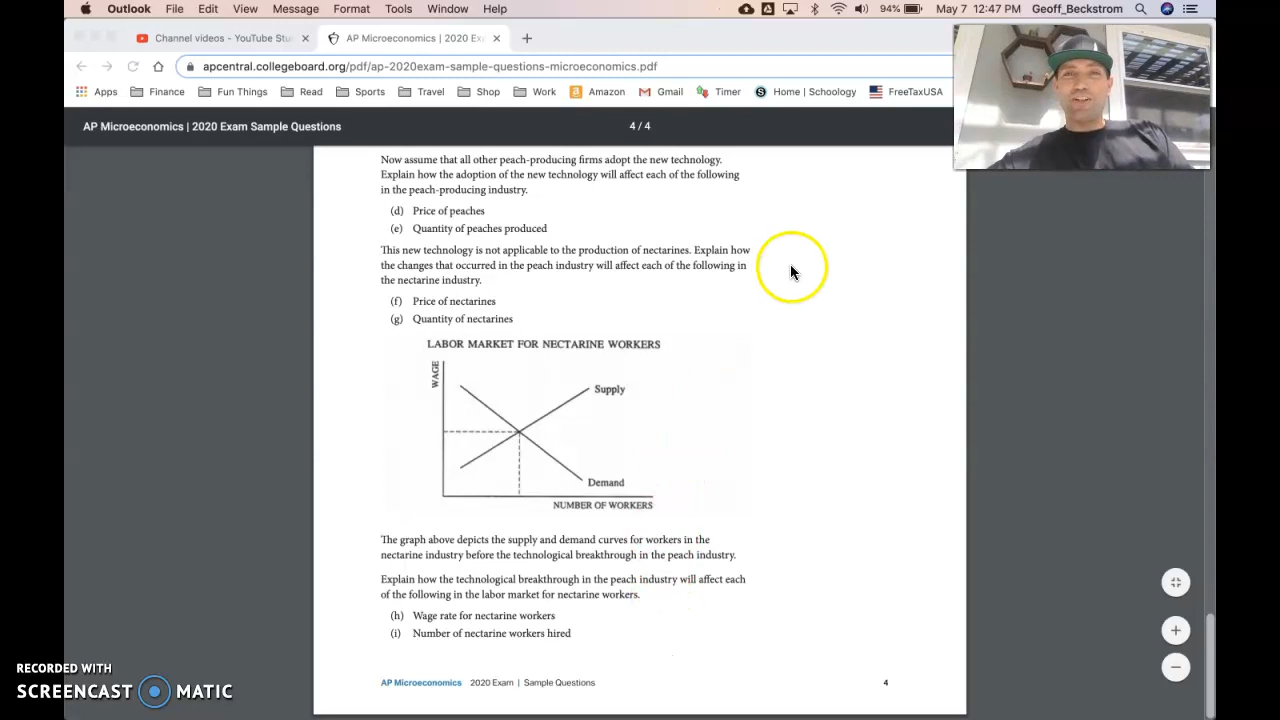 Outlook File Edit View Message Format Tools Window Help 94% May 7 12:47 PM Geoff_Beckstrom
Channel videos - YouTube Stu
AP Microeconomics | 2020 Ex
apcentral.collegeboard.org/pdf/ap-2020exam-sample-questions-microeconomics.pdf
Apps Finance Fun Things Read Sports Travel Shop Work Amazon Gmail Timer Home | Schoology FreeTaxUSA
AP Microeconomics | 2020 Exam Sample Questions 4 / 4
Now assume that all other peach-producing firms adopt the new technology.
Explain how the adoption of the new technology will affect each of the following
in the peach-producing industry.
(d) Price of peaches
(e) Quantity of peaches produced
This new technology is not applicable to the production of nectarines. Explain how
the changes that occurred in the peach industry will affect each of the following in
the nectarine industry.
(f) Price of nectarines
(g) Quantity of nectarines
LABOR MARKET FOR NECTARINE WORKERS
WAGE
Supply
Demand
NUMBER OF WORKERS
The graph above depicts the supply and demand curves for workers in the
nectarine industry before the technological breakthrough in the peach industry.
Explain how the technological breakthrough in the peach industry will affect each
of the following in the labor market for nectarine workers.
(h) Wage rate for nectarine workers
(i) Number of nectarine workers hired
AP Microeconomics 2020 Exam | Sample Questions 4
RECORDED WITH
SCREENCAST MATIC